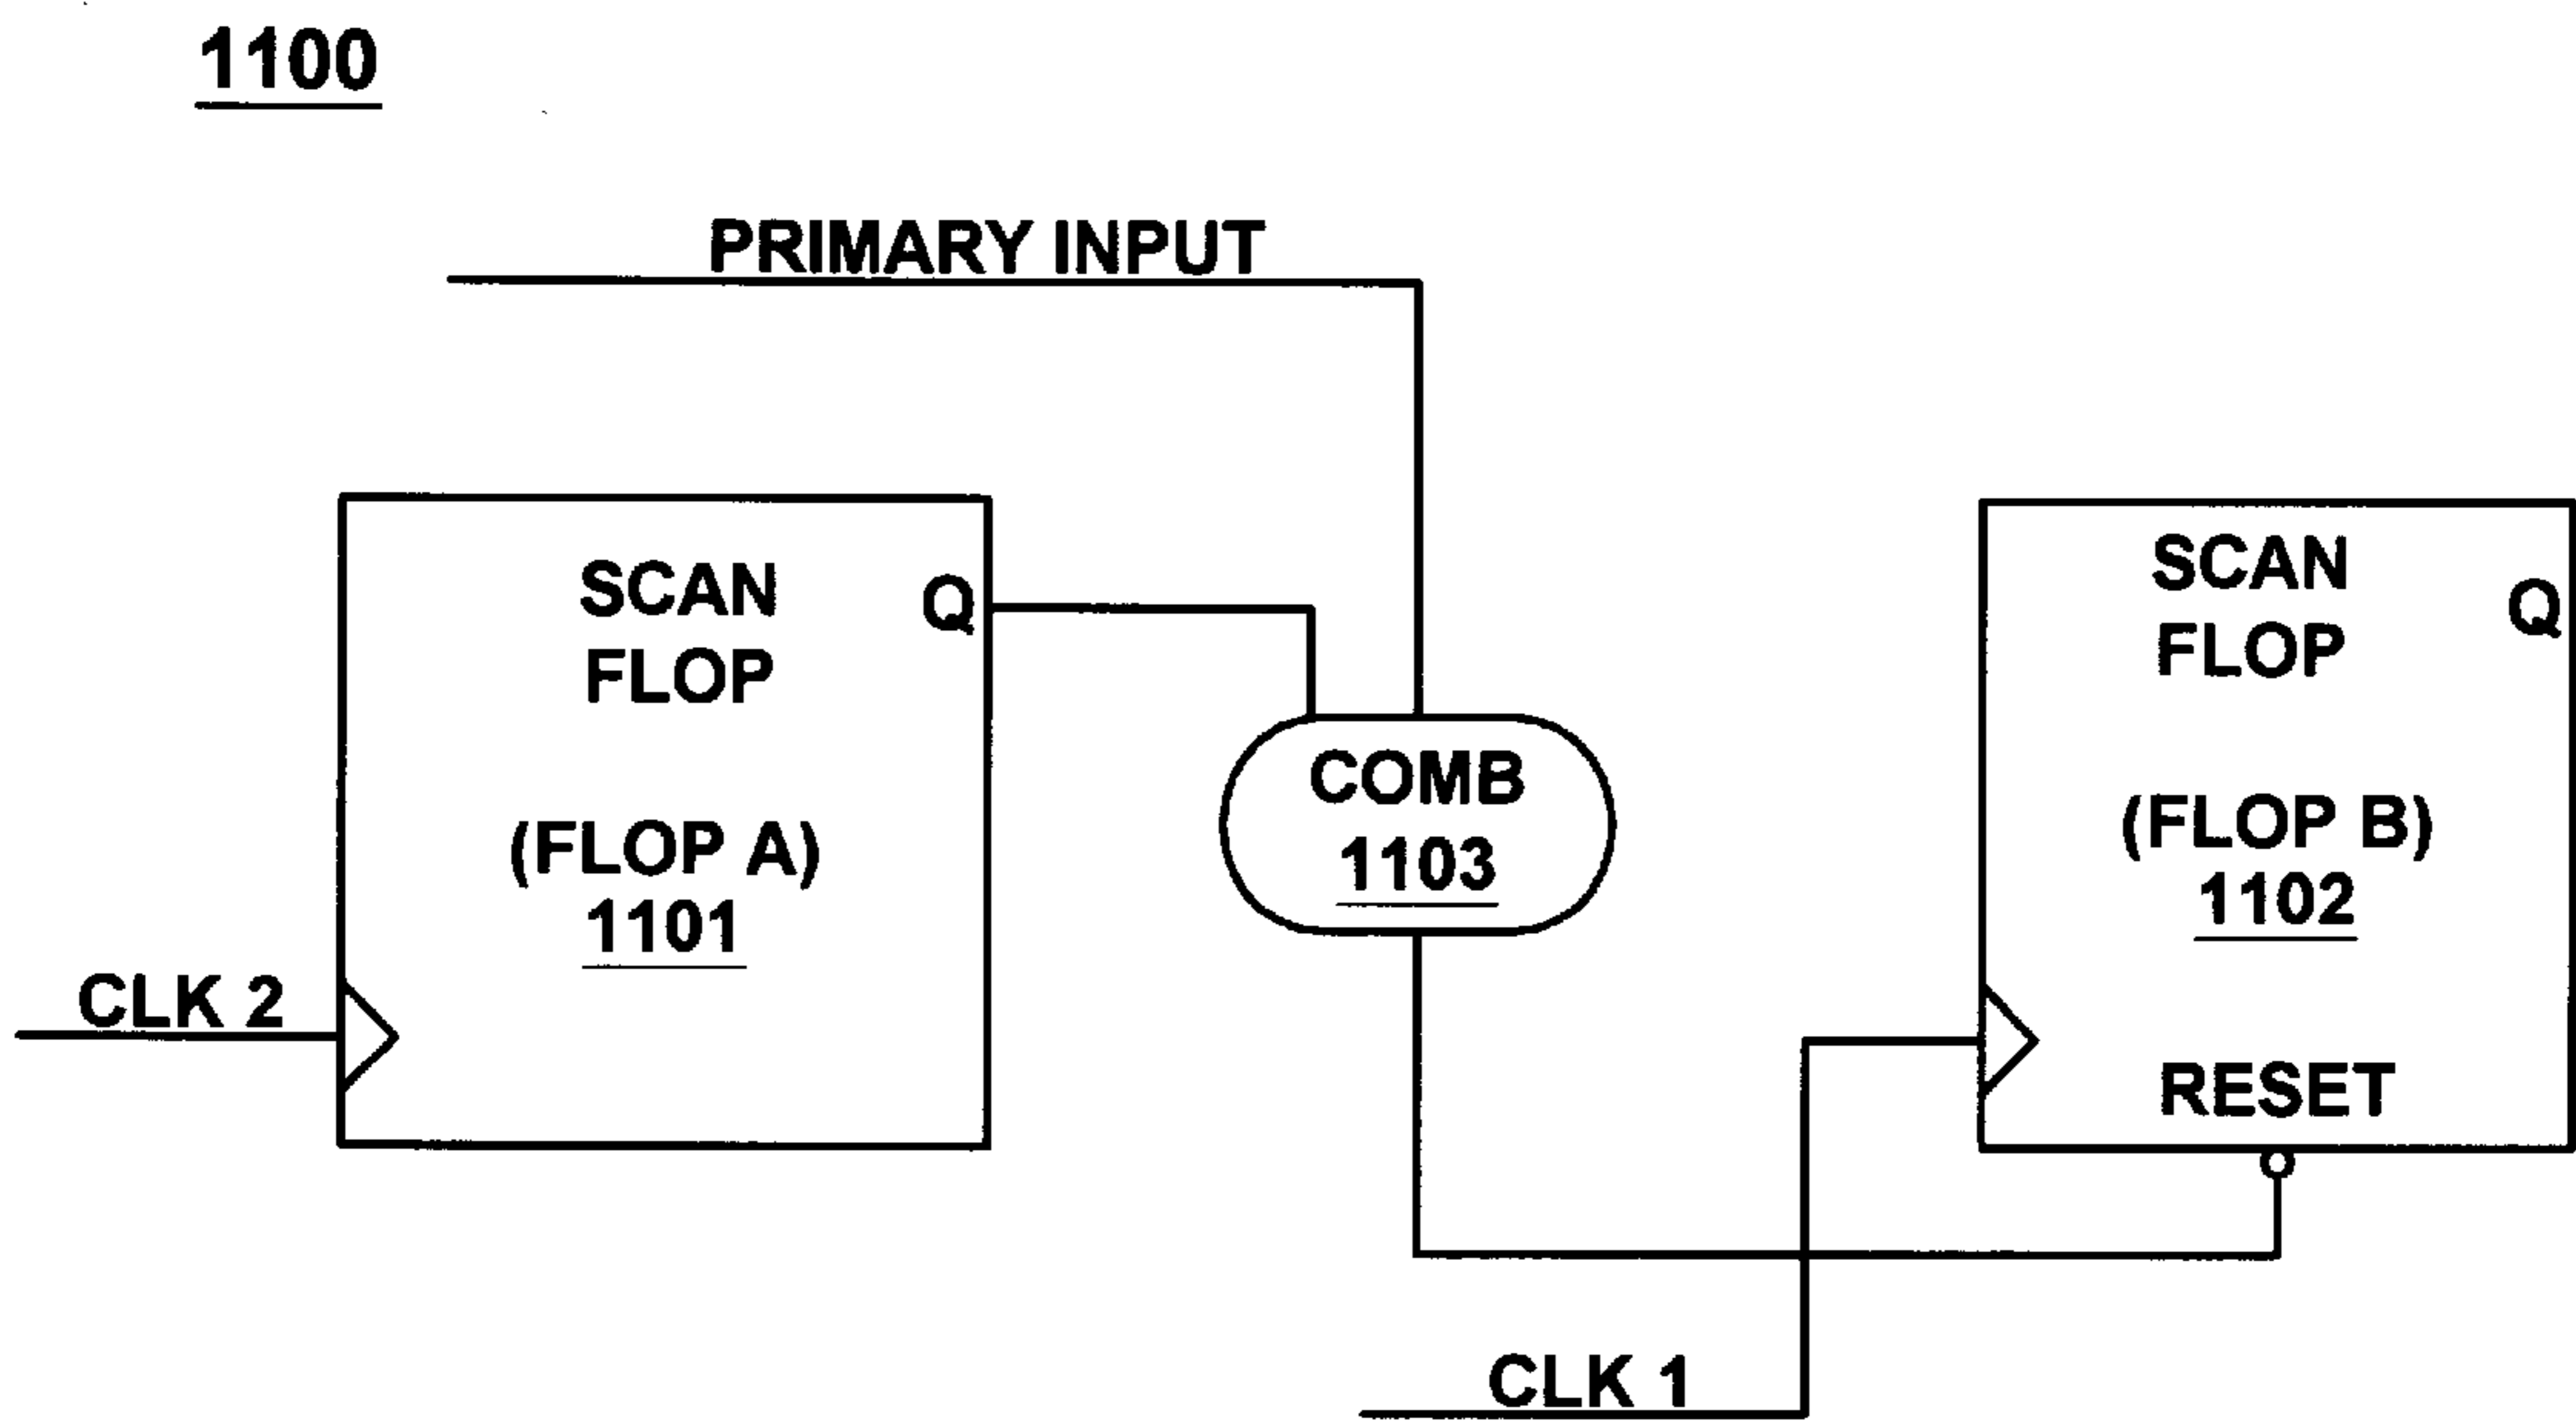 1100
PRIMARY INPUT
SCAN
FLOP
Q
(FLOP A)
1101
CLK 2
COMB
1103
SCAN
FLOP
Q
(FLOP B)
1102
RESET
CLK 1